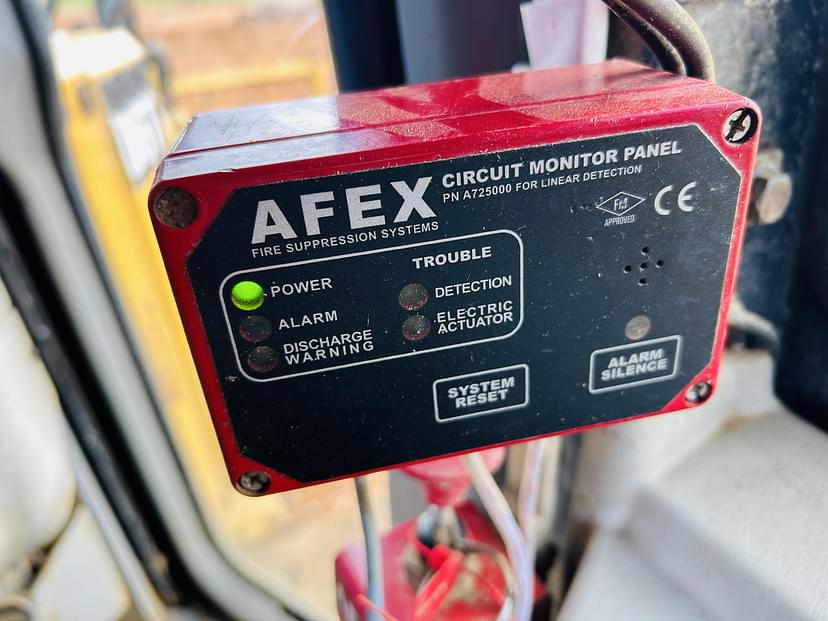 AFEX
FIRE SUPPRESSION SYSTEMS
CIRCUIT MONITOR PANEL
PN A725000 FOR LINEAR DETECTION
FM
APPROVED
CE
POWER
ALARM
DISCHARGE
WARNING
TROUBLE
DETECTION
ELECTRIC
ACTUATOR
SYSTEM
RESET
ALARM
SILENCE